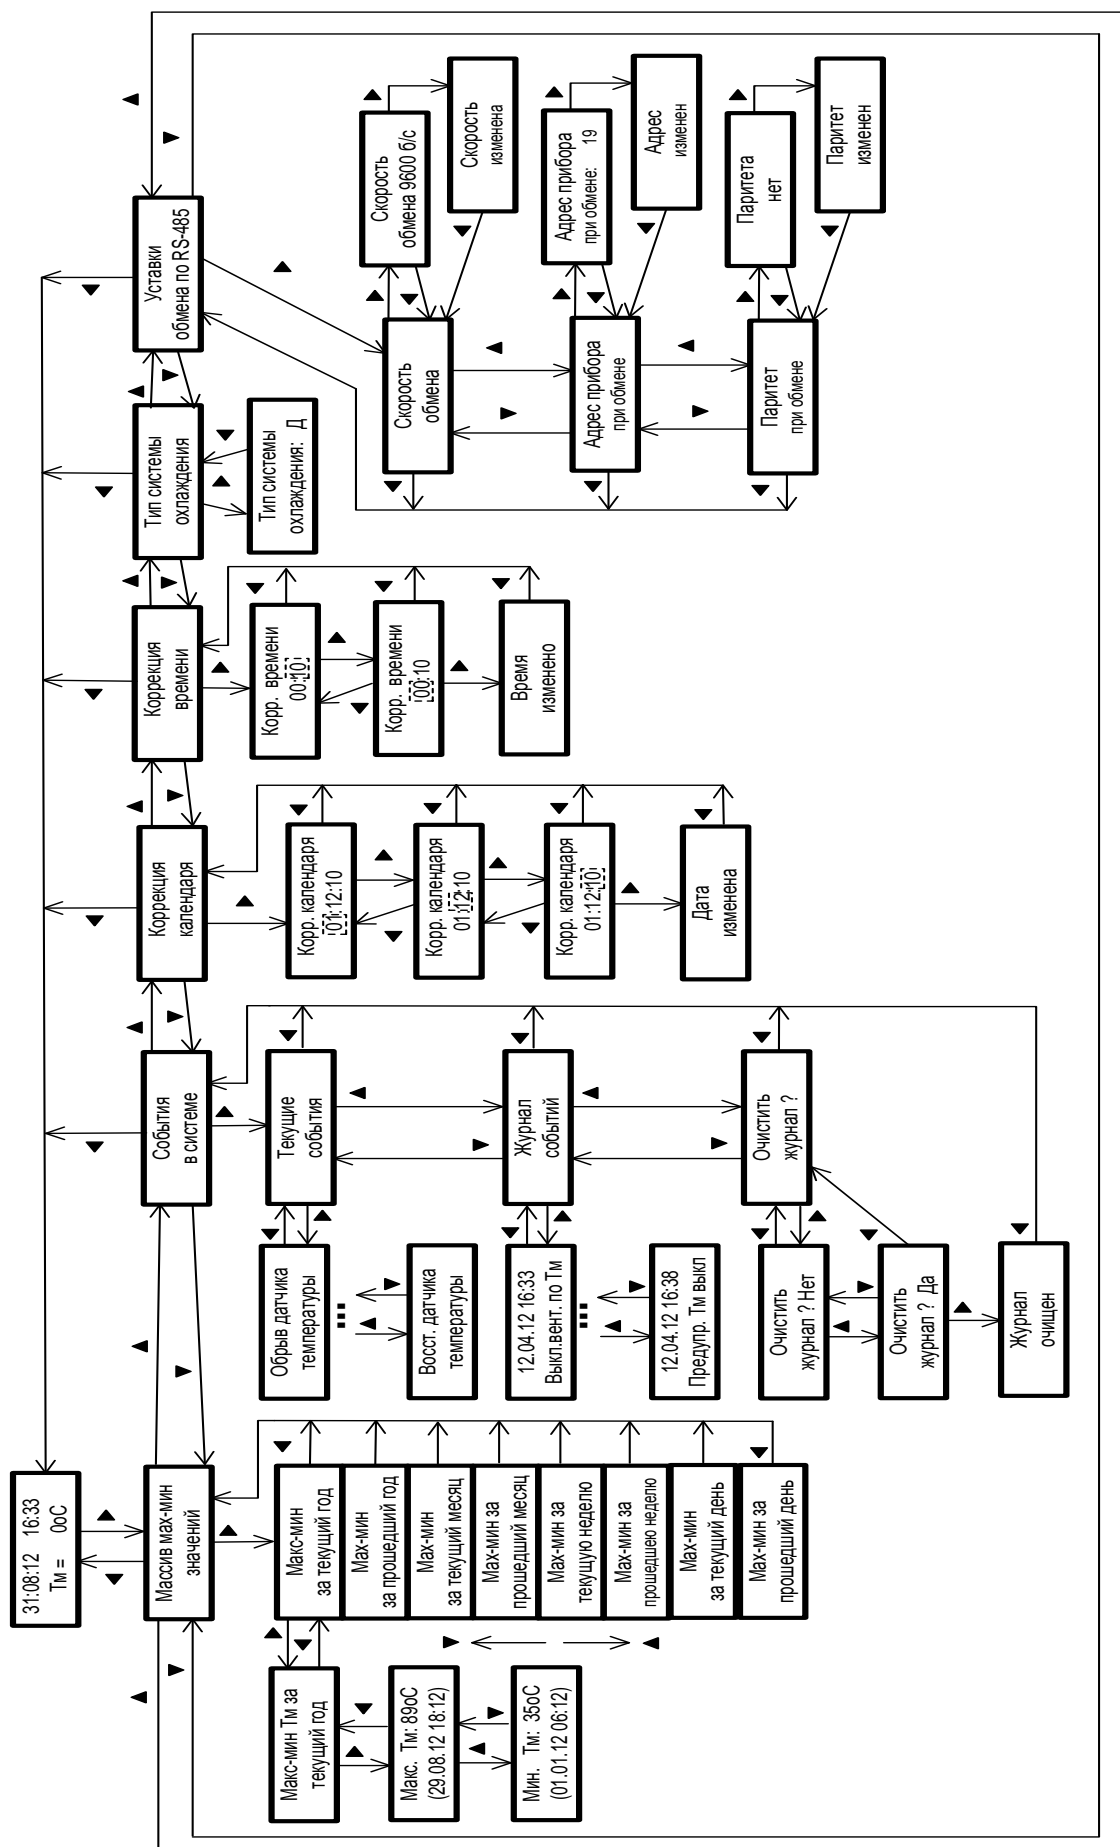 31:08:12 16:33
Тм = 0оС
Массив мах-мин
значений
События
в системе
Коррекция
календаря
Коррекция
времени
Тип системы
охлаждения
Уставки
обмена по RS-485
Макс-мин
за текущий год
Мах-мин
за прошедший год
Мах-мин
за текущий месяц
Мах-мин за
прошедший месяц
Мах-мин за
текущую неделю
Мах-мин за
прошедшею неделю
Мах-мин
за текущий день
Мах-мин за
прошедший день
Макс-мин Тм за
текущий год
Макс. Тм: 89оС
(29.08.12 18:12)
Мин. Тм: 35оС
(01.01.12 06:12)
Текущие
события
Обрыв датчика
температуры
Восст. датчика
температуры
Журнал
событий
12.04.12 16:33
Выкл.вент. по Тм
12.04.12 16:38
Предупр. Тм выкл
Очистить
журнал ?
Очистить
журнал ? Нет
Очистить
журнал ? Да
Журнал
очищен
Корр. календаря
01:12:10
Корр. календаря
01:12:10
Корр. календаря
01:12:10
Дата
изменена
Корр. времени
00:10
Корр. времени
00:10
Время
изменено
Тип системы
охлаждения: Д
Скорость
обмена
Скорость
обмена 9600 б/с
Скорость
изменена
Адрес прибора
при обмене
Адрес прибора
при обмене: 19
Адрес
изменен
Паритет
при обмене
Паритета
нет
Паритет
изменен